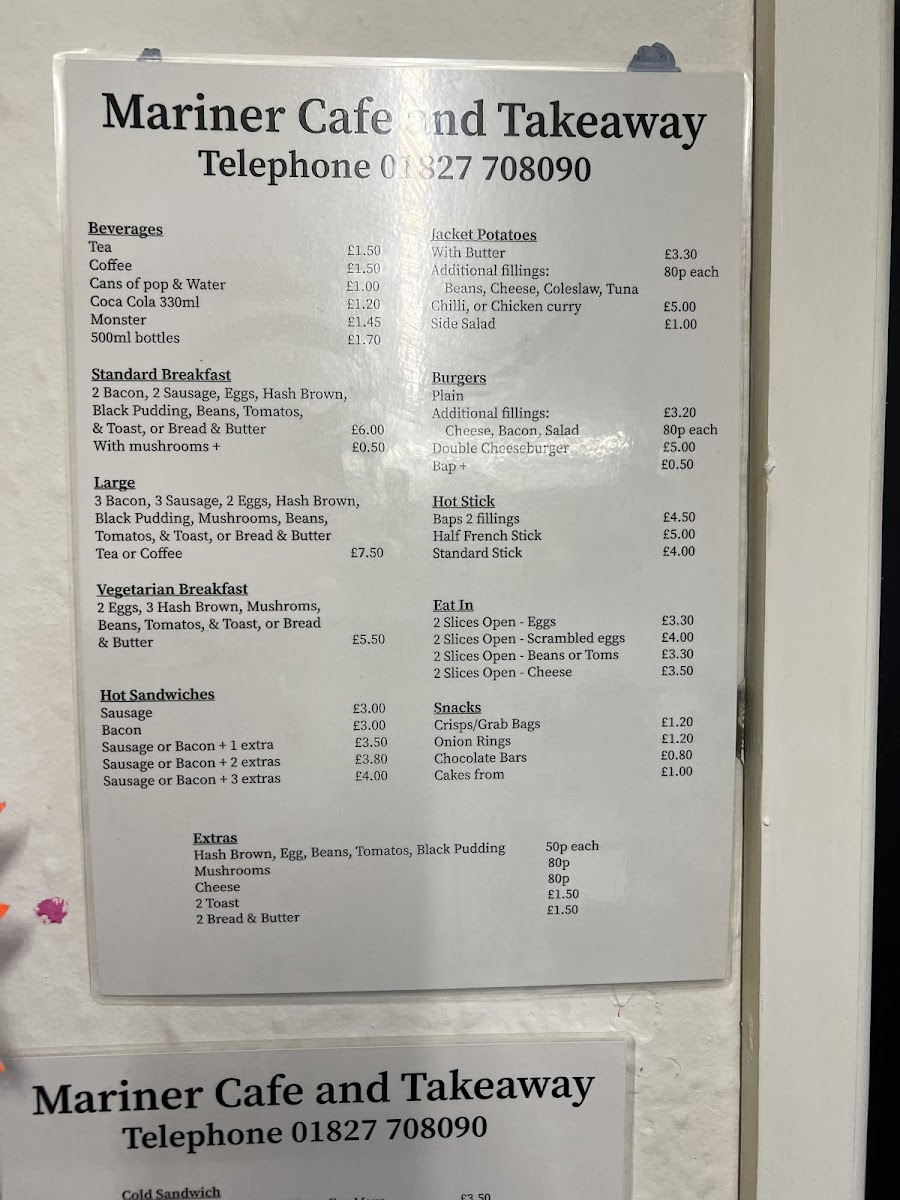 Mariner Cafe and Takeaway
Telephone 01827 708090
Beverages
Tea £1.50
Coffee £1.50
Cans of pop & Water £1.00
Coca Cola 330ml £1.20
Monster £1.45
500ml bottles £1.70
Standard Breakfast
2 Bacon, 2 Sausage, Eggs, Hash Brown,
Black Pudding, Beans, Tomatos,
& Toast, or Bread & Butter £6.00
With mushrooms + £0.50
Large
3 Bacon, 3 Sausage, 2 Eggs, Hash Brown,
Black Pudding, Mushrooms, Beans,
Tomatos, & Toast, or Bread & Butter
Tea or Coffee £7.50
Vegetarian Breakfast
2 Eggs, 3 Hash Brown, Mushroms,
Beans, Tomatos, & Toast, or Bread
& Butter £5.50
Hot Sandwiches
Sausage £3.00
Bacon £3.00
Sausage or Bacon + 1 extra £3.50
Sausage or Bacon + 2 extras £3.80
Sausage or Bacon + 3 extras £4.00
Jacket Potatoes
With Butter £3.30
Additional fillings: 80p each
Beans, Cheese, Coleslaw, Tuna
Chilli, or Chicken curry £5.00
Side Salad £1.00
Burgers
Plain
Additional fillings: £3.20
Cheese, Bacon, Salad 80p each
Double Cheeseburger £5.00
Bap + £0.50
Hot Stick
Baps 2 fillings £4.50
Half French Stick £5.00
Standard Stick £4.00
Eat In
2 Slices Open - Eggs £3.30
2 Slices Open - Scrambled eggs £4.00
2 Slices Open - Beans or Toms £3.30
2 Slices Open - Cheese £3.50
Snacks
Crisps/Grab Bags £1.20
Onion Rings £1.20
Chocolate Bars £0.80
Cakes from £1.00
Extras
Hash Brown, Egg, Beans, Tomatos, Black Pudding 50p each
Mushrooms 80p
Cheese 80p
2 Toast £1.50
2 Bread & Butter £1.50
Mariner Cafe and Takeaway
Telephone 01827 708090
Cold Sandwich
£3.50